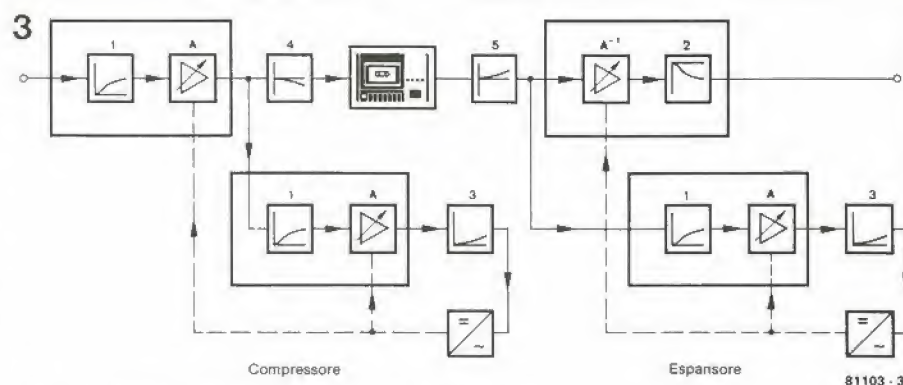 3
1 A 4 5 A⁻¹ 2
1 A 3 1 A 3
= ~ = ~
Compressore Espansore
81103 - 3